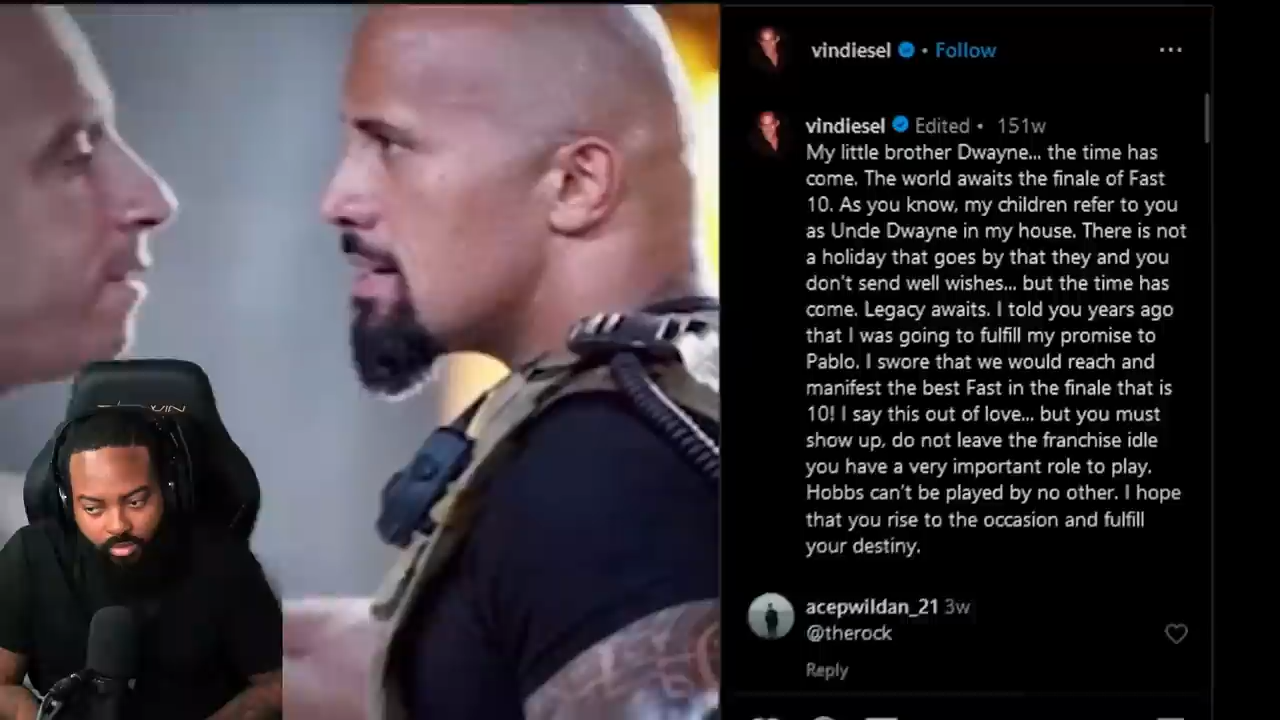 vindiesel • Follow
vindiesel Edited • 151w
My little brother Dwayne... the time has
come. The world awaits the finale of Fast
10. As you know, my children refer to you
as Uncle Dwayne in my house. There is not
a holiday that goes by that they and you
don't send well wishes... but the time has
come. Legacy awaits. I told you years ago
that I was going to fulfill my promise to
Pablo. I swore that we would reach and
manifest the best Fast in the finale that is
10! I say this out of love... but you must
show up, do not leave the franchise idle
you have a very important role to play.
Hobbs can't be played by no other. I hope
that you rise to the occasion and fulfill
your destiny.
acepwildan_21 3w
@therock
Reply